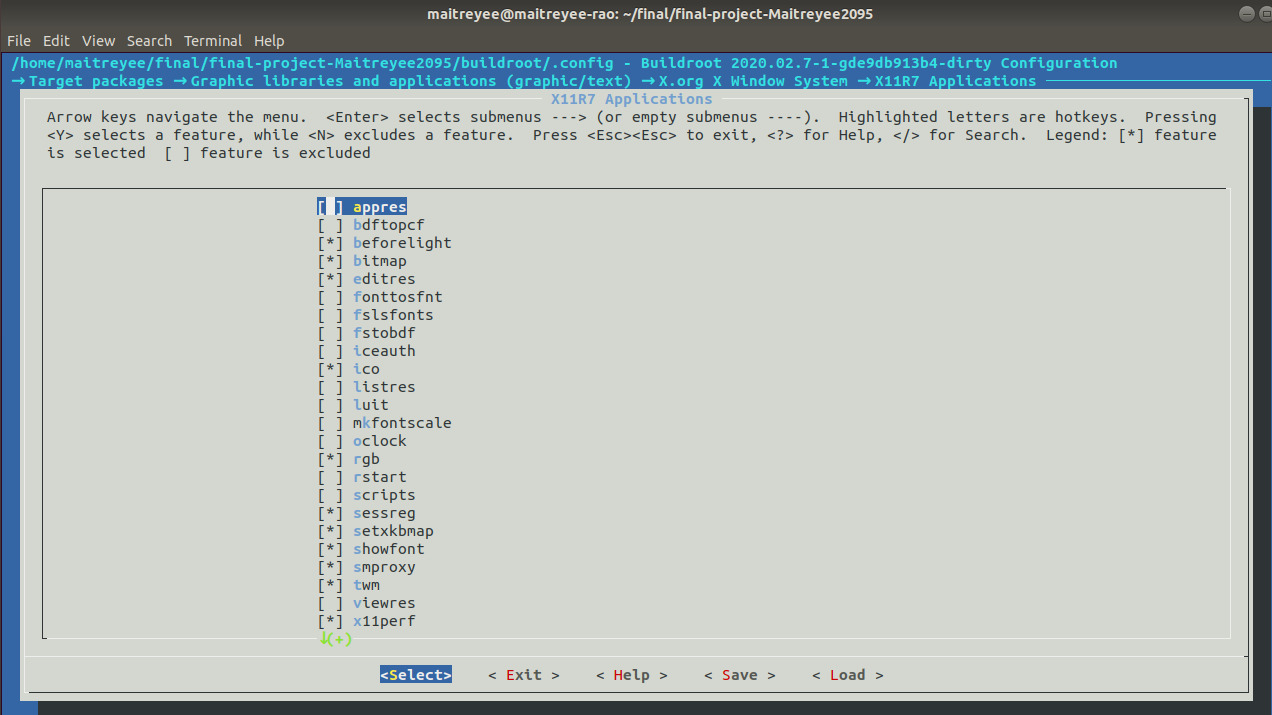 maitreyee@maitreyee-rao: ~/final/final-project-Maitreyee2095
File Edit View Search Terminal Help
/home/maitreyee/final/final-project-Maitreyee2095/buildroot/.config - Buildroot 2020.02.7-1-gde9db913b4-dirty Configuration
→Target packages →Graphic libraries and applications (graphic/text) →X.org X Window System →X11R7 Applications
X11R7 Applications
Arrow keys navigate the menu.  <Enter> selects submenus ---> (or empty submenus ----).  Highlighted letters are hotkeys.  Pressing
<Y> selects a feature, while <N> excludes a feature.  Press <Esc><Esc> to exit, <?> for Help, </> for Search.  Legend: [*] feature
is selected  [ ] feature is excluded
[ ] appres
[ ] bdftopcf
[*] beforelight
[*] bitmap
[*] editres
[ ] fonttosfnt
[ ] fslsfonts
[ ] fstobdf
[ ] iceauth
[*] ico
[ ] listres
[ ] luit
[ ] mkfontscale
[ ] oclock
[*] rgb
[ ] rstart
[ ] scripts
[*] sessreg
[*] setxkbmap
[*] showfont
[*] smproxy
[*] twm
[ ] viewres
[*] x11perf
↓(+)
<Select> < Exit > < Help > < Save > < Load >